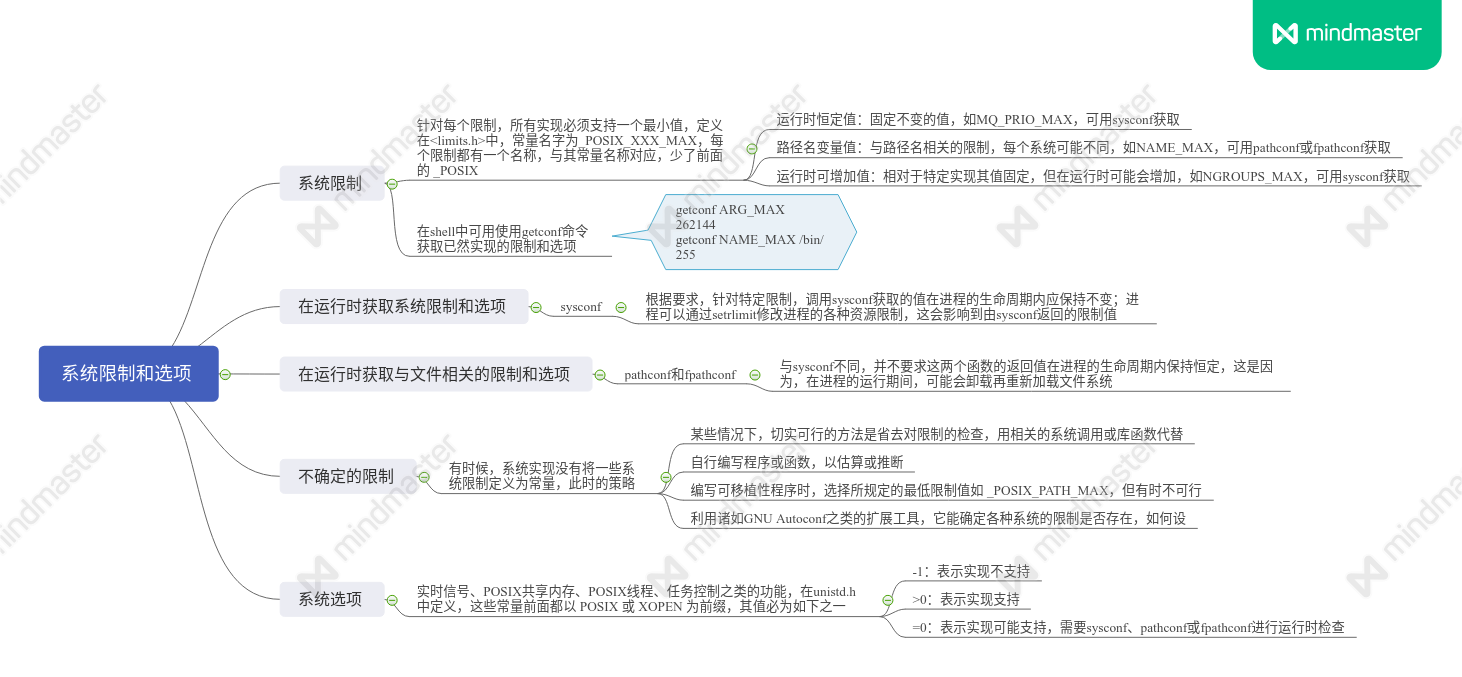 mindmaster
系统限制和选项
系统限制
针对每个限制，所有实现必须支持一个最小值，定义
在<limits.h>中，常量名字为_POSIX_XXX_MAX，每
个限制都有一个名称，与其常量名称对应，少了前面
的 _POSIX
运行时恒定值：固定不变的值，如MQ_PRIO_MAX，可用sysconf获取
路径名变量值：与路径名相关的限制，每个系统可能不同，如NAME_MAX，可用pathconf或fpathconf获取
运行时可增加值：相对于特定实现其值固定，但在运行时可能会增加，如NGROUPS_MAX，可用sysconf获取
在shell中可用使用getconf命令
获取已然实现的限制和选项
getconf ARG_MAX
262144
getconf NAME_MAX /bin/
255
在运行时获取系统限制和选项
sysconf
根据要求，针对特定限制，调用sysconf获取的值在进程的生命周期内应保持不变；进
程可以通过setrlimit修改进程的各种资源限制，这会影响到由sysconf返回的限制值
在运行时获取与文件相关的限制和选项
pathconf和fpathconf
与sysconf不同，并不要求这两个函数的返回值在进程的生命周期内保持恒定，这是因
为，在进程的运行期间，可能会卸载再重新加载文件系统
不确定的限制
有时候，系统实现没有将一些系
统限制定义为常量，此时的策略
某些情况下，切实可行的方法是省去对限制的检查，用相关的系统调用或库函数代替
自行编写程序或函数，以估算或推断
编写可移植性程序时，选择所规定的最低限制值如 _POSIX_PATH_MAX，但有时不可行
利用诸如GNU Autoconf之类的扩展工具，它能确定各种系统的限制是否存在，如何设
系统选项
实时信号、POSIX共享内存、POSIX线程、任务控制之类的功能，在unistd.h
中定义，这些常量前面都以 POSIX 或 XOPEN 为前缀，其值必为如下之一
-1：表示实现不支持
>0：表示实现支持
=0：表示实现可能支持，需要sysconf、pathconf或fpathconf进行运行时检查
mindmaster
mindmaster
mindmaster
mindmaster
mindmaster
mindmaster
mindmaster
mindmaster
mindmaster
mindmaster